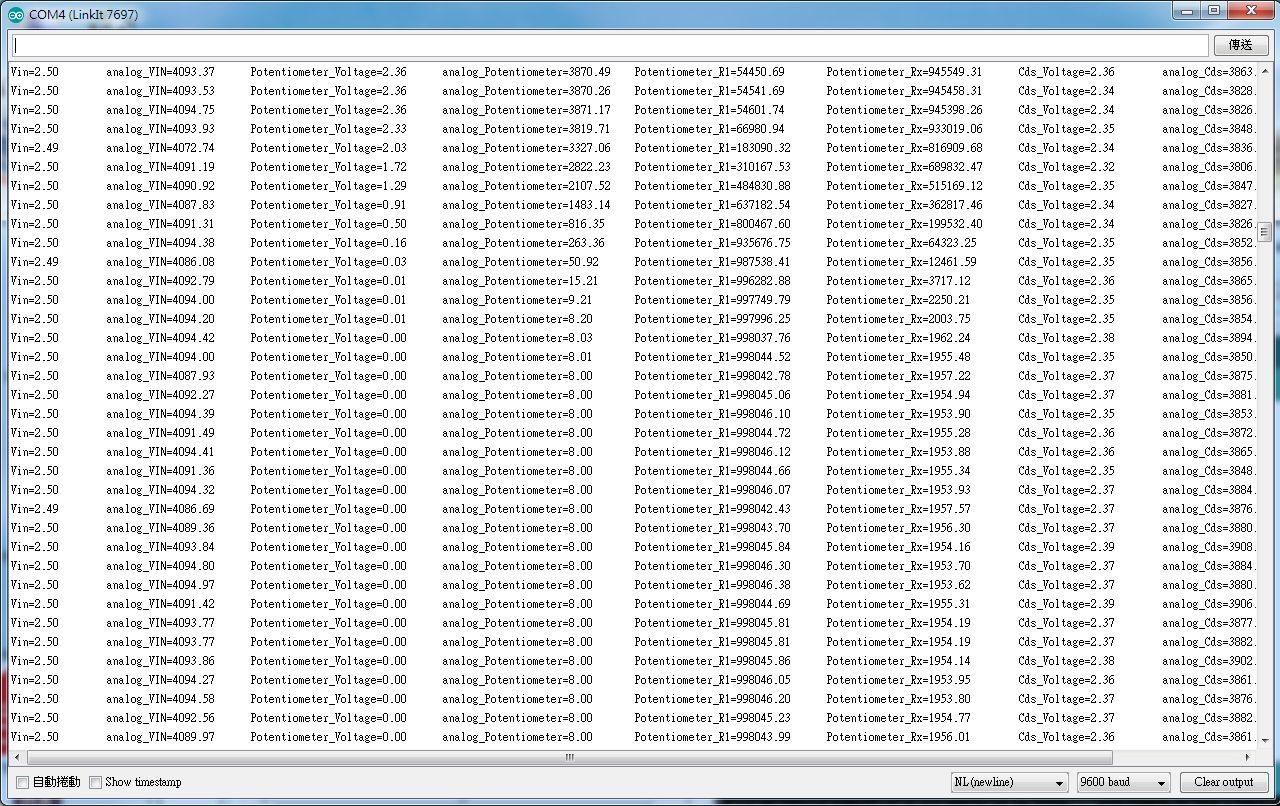 COM4 (LinkIt 7697)
傳送
Vin=2.50 analog_VIN=4093.37 Potentiometer_Voltage=2.36 analog_Potentiometer=3870.49 Potentiometer_R1=54450.69 Potentiometer_Rx=945549.31 Cds_Voltage=2.36 analog_Cds=3863.
Vin=2.50 analog_VIN=4093.53 Potentiometer_Voltage=2.36 analog_Potentiometer=3870.26 Potentiometer_R1=54541.69 Potentiometer_Rx=945458.31 Cds_Voltage=2.34 analog_Cds=3828.
Vin=2.50 analog_VIN=4094.75 Potentiometer_Voltage=2.36 analog_Potentiometer=3871.17 Potentiometer_R1=54601.74 Potentiometer_Rx=945398.26 Cds_Voltage=2.34 analog_Cds=3826.
Vin=2.50 analog_VIN=4093.93 Potentiometer_Voltage=2.33 analog_Potentiometer=3819.71 Potentiometer_R1=66980.94 Potentiometer_Rx=933019.06 Cds_Voltage=2.35 analog_Cds=3848.
Vin=2.49 analog_VIN=4072.74 Potentiometer_Voltage=2.03 analog_Potentiometer=3327.06 Potentiometer_R1=183090.32 Potentiometer_Rx=816909.68 Cds_Voltage=2.34 analog_Cds=3836.
Vin=2.50 analog_VIN=4091.19 Potentiometer_Voltage=1.72 analog_Potentiometer=2822.23 Potentiometer_R1=310167.53 Potentiometer_Rx=689832.47 Cds_Voltage=2.32 analog_Cds=3806.
Vin=2.50 analog_VIN=4090.92 Potentiometer_Voltage=1.29 analog_Potentiometer=2107.52 Potentiometer_R1=484830.88 Potentiometer_Rx=515169.12 Cds_Voltage=2.35 analog_Cds=3847.
Vin=2.50 analog_VIN=4087.83 Potentiometer_Voltage=0.91 analog_Potentiometer=1483.14 Potentiometer_R1=637182.54 Potentiometer_Rx=362817.46 Cds_Voltage=2.34 analog_Cds=3827.
Vin=2.50 analog_VIN=4091.31 Potentiometer_Voltage=0.50 analog_Potentiometer=816.35 Potentiometer_R1=800467.60 Potentiometer_Rx=199532.40 Cds_Voltage=2.34 analog_Cds=3826.
Vin=2.50 analog_VIN=4094.38 Potentiometer_Voltage=0.16 analog_Potentiometer=263.36 Potentiometer_R1=935676.75 Potentiometer_Rx=64323.25 Cds_Voltage=2.35 analog_Cds=3852.
Vin=2.49 analog_VIN=4086.08 Potentiometer_Voltage=0.03 analog_Potentiometer=50.92 Potentiometer_R1=987538.41 Potentiometer_Rx=12461.59 Cds_Voltage=2.35 analog_Cds=3856.
Vin=2.50 analog_VIN=4092.79 Potentiometer_Voltage=0.01 analog_Potentiometer=15.21 Potentiometer_R1=996282.88 Potentiometer_Rx=3717.12 Cds_Voltage=2.36 analog_Cds=3865.
Vin=2.50 analog_VIN=4094.00 Potentiometer_Voltage=0.01 analog_Potentiometer=9.21 Potentiometer_R1=997749.79 Potentiometer_Rx=2250.21 Cds_Voltage=2.35 analog_Cds=3856.
Vin=2.50 analog_VIN=4094.20 Potentiometer_Voltage=0.01 analog_Potentiometer=8.20 Potentiometer_R1=997996.25 Potentiometer_Rx=2003.75 Cds_Voltage=2.35 analog_Cds=3854.
Vin=2.50 analog_VIN=4094.42 Potentiometer_Voltage=0.00 analog_Potentiometer=8.03 Potentiometer_R1=998037.76 Potentiometer_Rx=1962.24 Cds_Voltage=2.38 analog_Cds=3894.
Vin=2.50 analog_VIN=4094.00 Potentiometer_Voltage=0.00 analog_Potentiometer=8.01 Potentiometer_R1=998044.52 Potentiometer_Rx=1955.48 Cds_Voltage=2.35 analog_Cds=3850.
Vin=2.50 analog_VIN=4087.93 Potentiometer_Voltage=0.00 analog_Potentiometer=8.00 Potentiometer_R1=998042.78 Potentiometer_Rx=1957.22 Cds_Voltage=2.37 analog_Cds=3875.
Vin=2.50 analog_VIN=4092.27 Potentiometer_Voltage=0.00 analog_Potentiometer=8.00 Potentiometer_R1=998045.06 Potentiometer_Rx=1954.94 Cds_Voltage=2.37 analog_Cds=3881.
Vin=2.50 analog_VIN=4094.39 Potentiometer_Voltage=0.00 analog_Potentiometer=8.00 Potentiometer_R1=998046.10 Potentiometer_Rx=1953.90 Cds_Voltage=2.35 analog_Cds=3853.
Vin=2.50 analog_VIN=4091.49 Potentiometer_Voltage=0.00 analog_Potentiometer=8.00 Potentiometer_R1=998044.72 Potentiometer_Rx=1955.28 Cds_Voltage=2.36 analog_Cds=3872.
Vin=2.50 analog_VIN=4094.41 Potentiometer_Voltage=0.00 analog_Potentiometer=8.00 Potentiometer_R1=998046.12 Potentiometer_Rx=1953.88 Cds_Voltage=2.36 analog_Cds=3865.
Vin=2.50 analog_VIN=4091.36 Potentiometer_Voltage=0.00 analog_Potentiometer=8.00 Potentiometer_R1=998044.66 Potentiometer_Rx=1955.34 Cds_Voltage=2.35 analog_Cds=3848.
Vin=2.50 analog_VIN=4094.32 Potentiometer_Voltage=0.00 analog_Potentiometer=8.00 Potentiometer_R1=998046.07 Potentiometer_Rx=1953.93 Cds_Voltage=2.37 analog_Cds=3884.
Vin=2.49 analog_VIN=4086.69 Potentiometer_Voltage=0.00 analog_Potentiometer=8.00 Potentiometer_R1=998042.43 Potentiometer_Rx=1957.57 Cds_Voltage=2.37 analog_Cds=3876.
Vin=2.50 analog_VIN=4089.36 Potentiometer_Voltage=0.00 analog_Potentiometer=8.00 Potentiometer_R1=998043.70 Potentiometer_Rx=1956.30 Cds_Voltage=2.37 analog_Cds=3880.
Vin=2.50 analog_VIN=4093.84 Potentiometer_Voltage=0.00 analog_Potentiometer=8.00 Potentiometer_R1=998045.84 Potentiometer_Rx=1954.16 Cds_Voltage=2.39 analog_Cds=3908.
Vin=2.50 analog_VIN=4094.80 Potentiometer_Voltage=0.00 analog_Potentiometer=8.00 Potentiometer_R1=998046.30 Potentiometer_Rx=1953.70 Cds_Voltage=2.37 analog_Cds=3884.
Vin=2.50 analog_VIN=4094.97 Potentiometer_Voltage=0.00 analog_Potentiometer=8.00 Potentiometer_R1=998046.38 Potentiometer_Rx=1953.62 Cds_Voltage=2.37 analog_Cds=3880.
Vin=2.50 analog_VIN=4091.42 Potentiometer_Voltage=0.00 analog_Potentiometer=8.00 Potentiometer_R1=998044.69 Potentiometer_Rx=1955.31 Cds_Voltage=2.39 analog_Cds=3906.
Vin=2.50 analog_VIN=4093.77 Potentiometer_Voltage=0.00 analog_Potentiometer=8.00 Potentiometer_R1=998045.81 Potentiometer_Rx=1954.19 Cds_Voltage=2.37 analog_Cds=3877.
Vin=2.50 analog_VIN=4093.77 Potentiometer_Voltage=0.00 analog_Potentiometer=8.00 Potentiometer_R1=998045.81 Potentiometer_Rx=1954.19 Cds_Voltage=2.37 analog_Cds=3882.
Vin=2.50 analog_VIN=4093.86 Potentiometer_Voltage=0.00 analog_Potentiometer=8.00 Potentiometer_R1=998045.86 Potentiometer_Rx=1954.14 Cds_Voltage=2.38 analog_Cds=3902.
Vin=2.50 analog_VIN=4094.27 Potentiometer_Voltage=0.00 analog_Potentiometer=8.00 Potentiometer_R1=998046.05 Potentiometer_Rx=1953.95 Cds_Voltage=2.36 analog_Cds=3861.
Vin=2.50 analog_VIN=4094.58 Potentiometer_Voltage=0.00 analog_Potentiometer=8.00 Potentiometer_R1=998046.20 Potentiometer_Rx=1953.80 Cds_Voltage=2.37 analog_Cds=3876.
Vin=2.50 analog_VIN=4092.56 Potentiometer_Voltage=0.00 analog_Potentiometer=8.00 Potentiometer_R1=998045.23 Potentiometer_Rx=1954.77 Cds_Voltage=2.37 analog_Cds=3882.
Vin=2.50 analog_VIN=4089.97 Potentiometer_Voltage=0.00 analog_Potentiometer=8.00 Potentiometer_R1=998043.99 Potentiometer_Rx=1956.01 Cds_Voltage=2.36 analog_Cds=3861.
自動捲動 Show timestamp NL(newline) 9600 baud Clear output